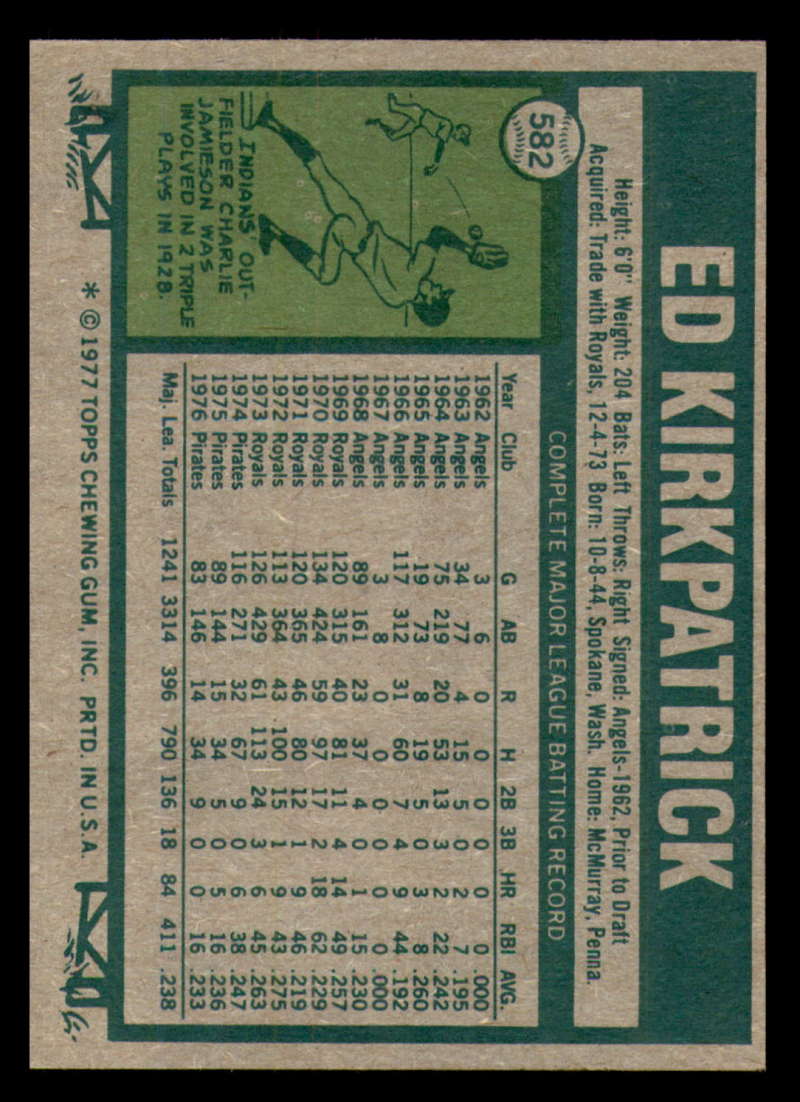 582
ED KIRKPATRICK
Height: 6'0" Weight: 204 Bats: Left Throws: Right Signed: Angels-1962, Prior to Draft
Acquired: Trade with Royals, 12-4-73 Born: 10-8-44, Spokane, Wash. Home: McMurray, Penna.
COMPLETE MAJOR LEAGUE BATTING RECORD
Year Club G AB R H 2B 3B HR RBI AVG.
1962 Angels 3 6 0 0 0 0 0 0 .000
1963 Angels 34 77 4 15 5 0 2 7 .195
1964 Angels 75 219 20 53 13 3 2 22 .242
1965 Angels 19 73 8 19 5 0 3 8 .260
1966 Angels 117 312 31 60 7 4 9 44 .192
1967 Angels 3 8 0 0 0 0 0 0 .000
1968 Angels 89 161 23 37 4 0 1 15 .230
1969 Royals 120 315 40 81 11 4 14 49 .257
1970 Royals 134 424 59 97 17 2 18 62 .229
1971 Royals 120 365 46 80 12 1 9 46 .219
1972 Royals 113 364 43 100 15 1 9 43 .275
1973 Royals 126 429 61 113 24 3 6 45 .263
1974 Pirates 116 271 32 67 9 0 6 38 .247
1975 Pirates 89 144 15 34 5 0 5 16 .236
1976 Pirates 83 146 14 34 9 0 0 16 .233
Maj. Lea. Totals 1241 3314 396 790 136 18 84 411 .238
INDIANS' OUT-
FIELDER CHARLIE
JAMIESON WAS
INVOLVED IN 2 TRIPLE
PLAYS IN 1928.
* © 1977 TOPPS CHEWING GUM, INC. PRTD. IN U.S.A.